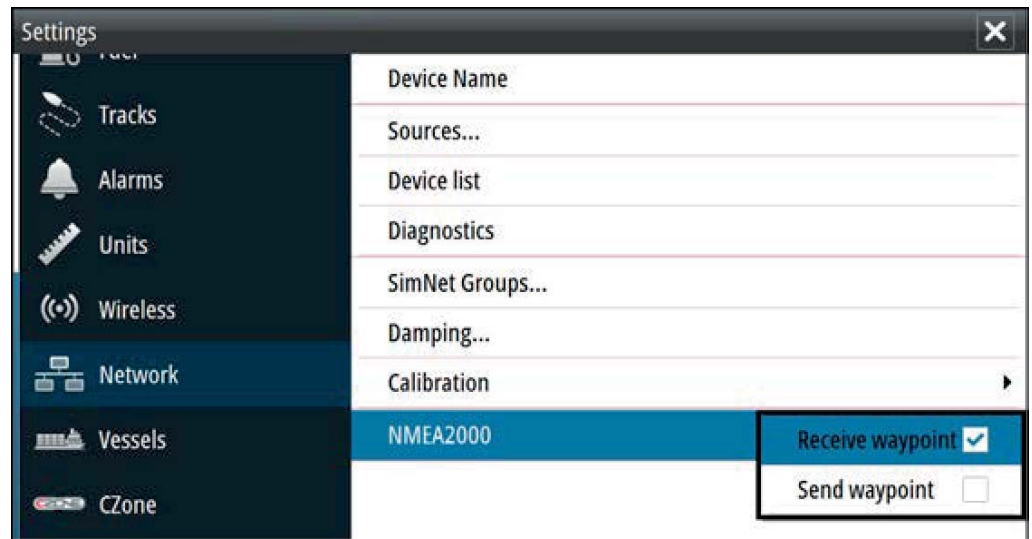 Settings
Tracks
Alarms
Units
Wireless
Network
Vessels
CZone
Device Name
Sources...
Device list
Diagnostics
SimNet Groups...
Damping...
Calibration
NMEA2000
Receive waypoint
Send waypoint